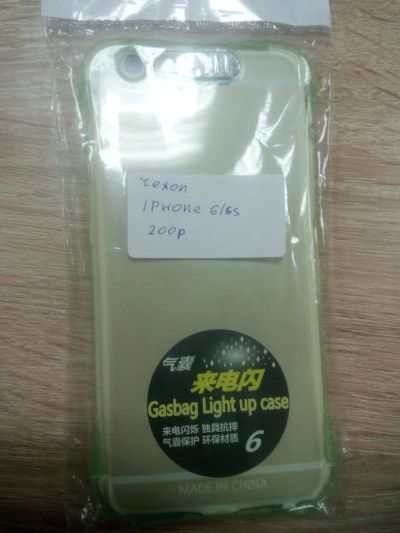 чехол
iPHONe 6/6s
200р
气囊
来电闪
Gasbag Light up case
来电闪烁 独具抗摔
气囊保护 环保材质
6
MADE IN CHINA